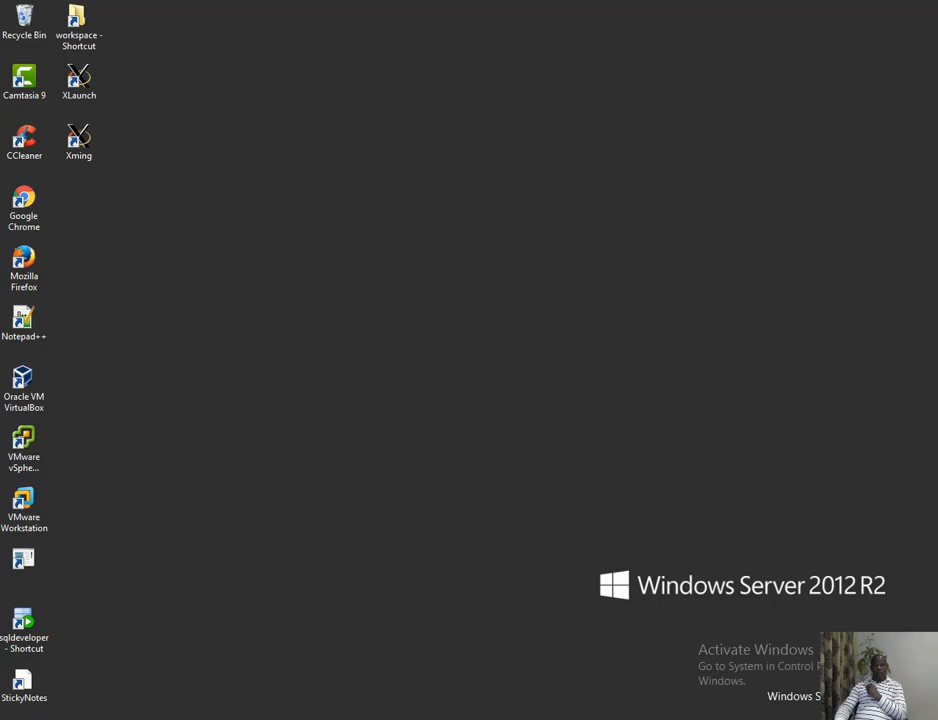 Recycle Bin
workspace -
Shortcut
Camtasia 9
XLaunch
CCleaner
Xming
Google
Chrome
Mozilla
Firefox
Notepad++
Oracle VM
VirtualBox
VMware
vSphe...
VMware
Workstation
sqldeveloper
- Shortcut
StickyNotes
Windows Server 2012 R2
Activate Windows
Go to System in Control P
Windows.
Windows S